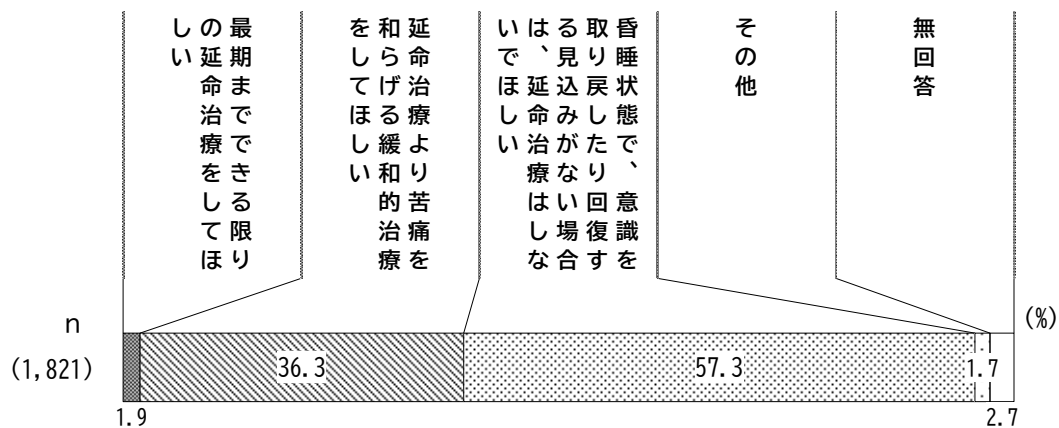 最期までできる限り
の延命治療をしてほ
しい
延命治療より苦痛を
和らげる緩和的治療
をしてほしい
昏睡状態で、意識を
取り戻したり回復す
る見込みがない場合
は、延命治療はしな
いでほしい
その他
無回答
n
(%)
(1,821)
36.3
57.3
1.7
1.9
2.7